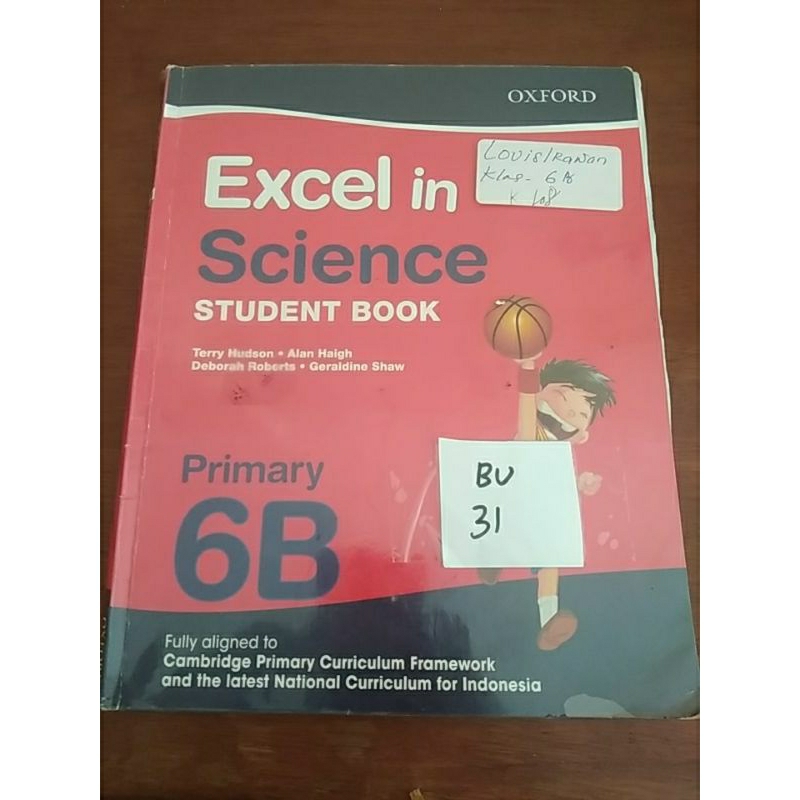 OXFORD
Excel in
Science
STUDENT BOOK
Terry Hudson • Alan Haigh
Deborah Roberts • Geraldine Shaw
Primary
6B
BU
31
Fully aligned to
Cambridge Primary Curriculum Framework
and the latest National Curriculum for Indonesia